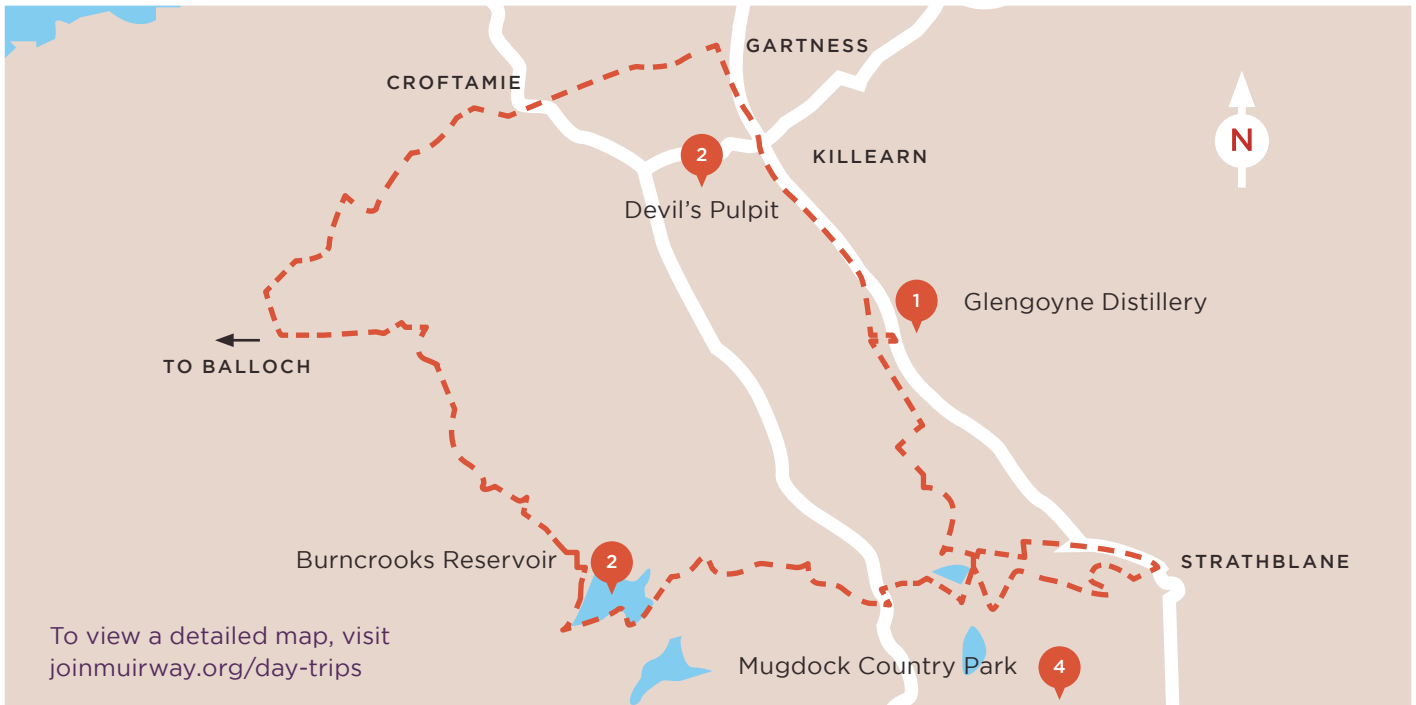 GARTNESS
CROFTAMIE
N
2
KILLEARN
Devil's Pulpit
1
Glengoyne Distillery
TO BALLOCH
Burncrooks Reservoir
2
STRATHBLANE
To view a detailed map, visit
joinmuirway.org/day-trips
Mugdock Country Park
4